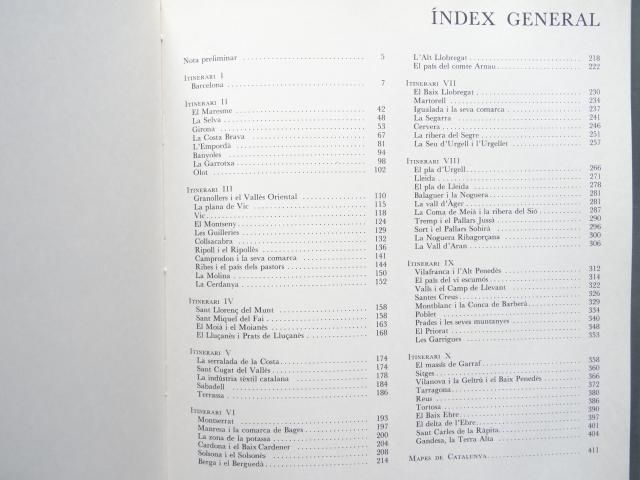 ÍNDEX GENERAL
Nota preliminar 5
Itinerari I
Barcelona 7
Itinerari II
El Maresme 42
La Selva 48
Girona 53
La Costa Brava 67
L'Empordà 81
Banyoles 94
La Garrotxa 98
Olot 102
Itinerari III
Granollers i el Vallès Oriental 110
La plana de Vic 115
Vic 118
El Montseny 124
Les Guilleries 129
Collsacabra 132
Ripoll i el Ripollès 136
Camprodon i la seva comarca 141
Ribes i el país dels pastors 144
La Molina 150
La Cerdanya 152
Itinerari IV
Sant Llorenç del Munt 158
Sant Miquel del Fai 158
El Moià i el Moianès 163
El Lluçanès i Prats de Lluçanès 168
Itinerari V
La serralada de la Costa 174
Sant Cugat del Vallès 174
La indústria tèxtil catalana 178
Sabadell 184
Terrassa 186
Itinerari VI
Montserrat 193
Manresa i la comarca de Bages 197
La zona de la potassa 200
Cardona i el Baix Cardener 204
Solsona i el Solsonès 208
Berga i el Berguedà 214
L'Alt Llobregat 218
El país del comte Arnau 222
Itinerari VII
El Baix Llobregat 230
Martorell 234
Igualada i la seva comarca 237
La Segarra 241
Cervera 246
La ribera del Segre 251
La Seu d'Urgell i l'Urgellet 257
Itinerari VIII
El pla d'Urgell 266
Lleida 271
El pla de Lleida 278
Balaguer i la Noguera 281
La vall d'Àger 281
La Coma de Meià i la ribera del Sió 287
Tremp i el Pallars Jussà 290
Sort i el Pallars Sobirà 296
La Noguera Ribagorçana 300
La Vall d'Aran 306
Itinerari IX
Vilafranca i l'Alt Penedès 312
El país del vi escumós 314
Valls i el Camp de Llevant 322
Santes Creus 326
Montblanc i la Conca de Barberà 329
Poblet 334
Prades i les seves muntanyes 340
El Priorat 348
Les Garrigues 353
Itinerari X
El massís de Garraf 358
Sitges 360
Vilanova i la Geltrú i el Baix Penedès 366
Tarragona 372
Reus 380
Tortosa 386
El Baix Ebre 390
El delta de l'Ebre 397
Sant Carles de la Ràpita 401
Gandesa, la Terra Alta 404
Mapes de Catalunya 411